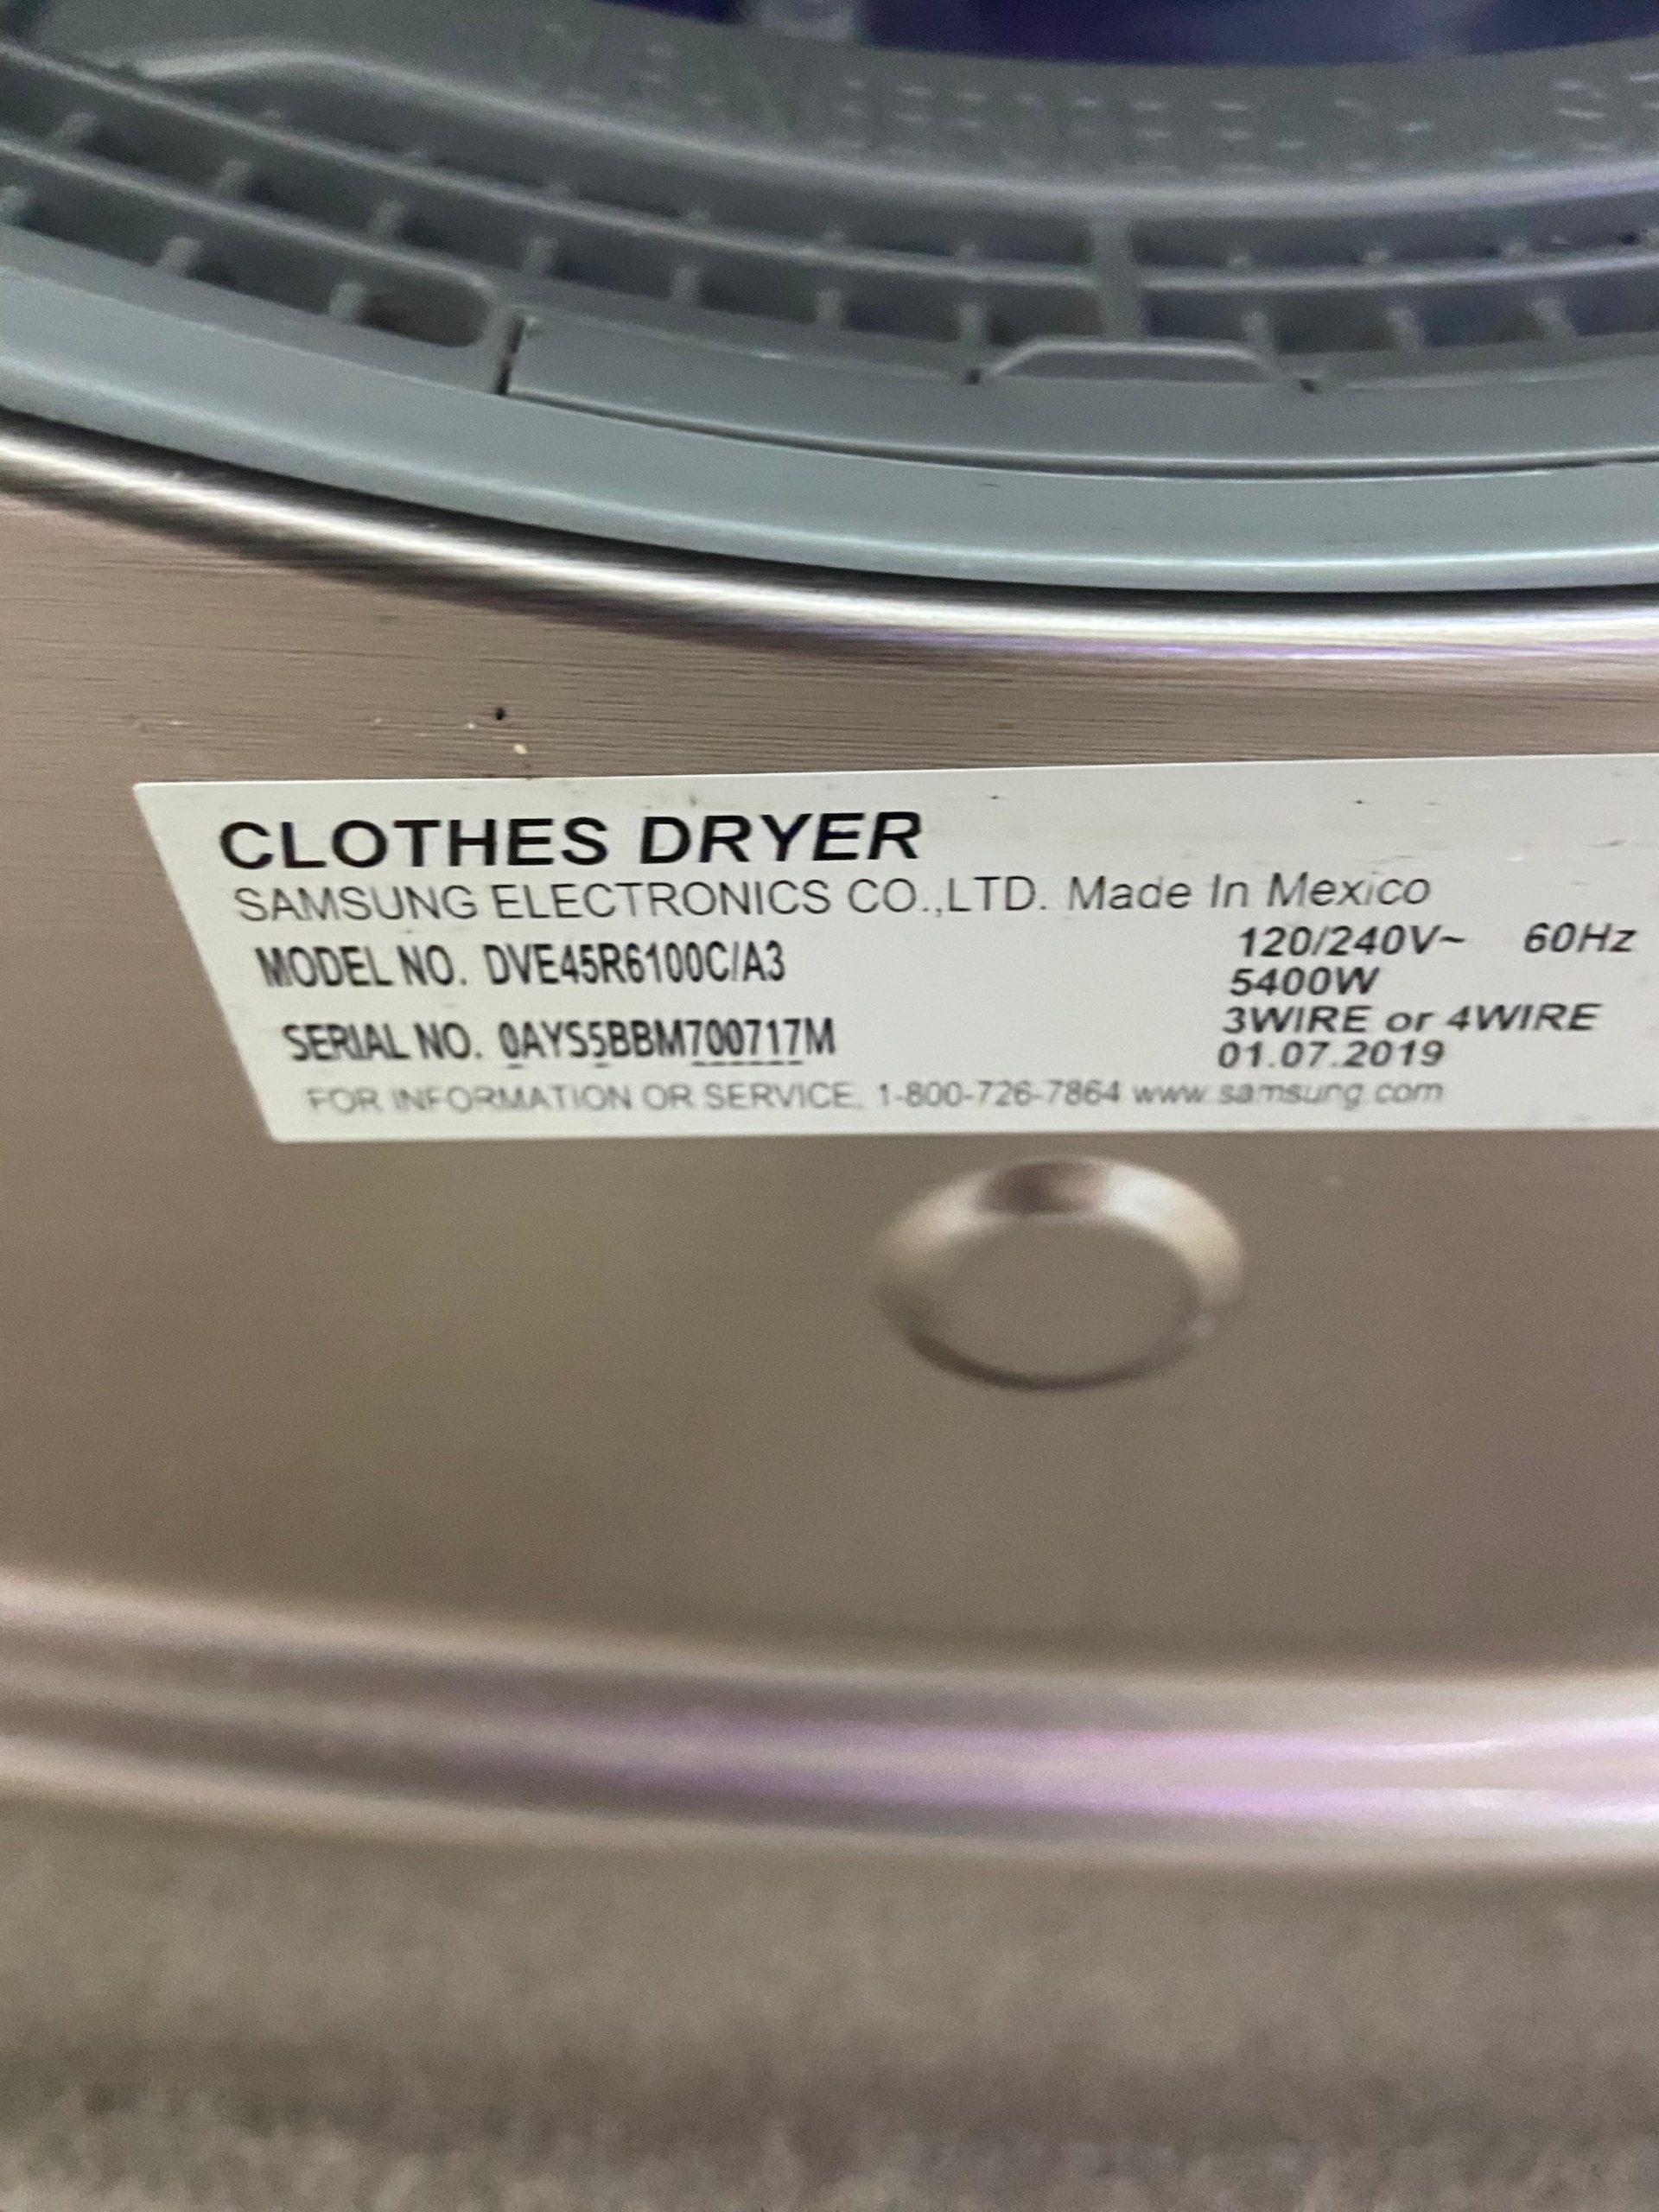 CLOTHES DRYER
SAMSUNG ELECTRONICS CO.,LTD. Made In Mexico
MODEL NO. DVE45R6100C/A3
120/240V~ 60Hz
5400W
SERIAL NO. 0AYS5BBM700717M
3WIRE or 4WIRE
01.07.2019
FOR INFORMATION OR SERVICE, 1-800-726-7864 www.samsung.com